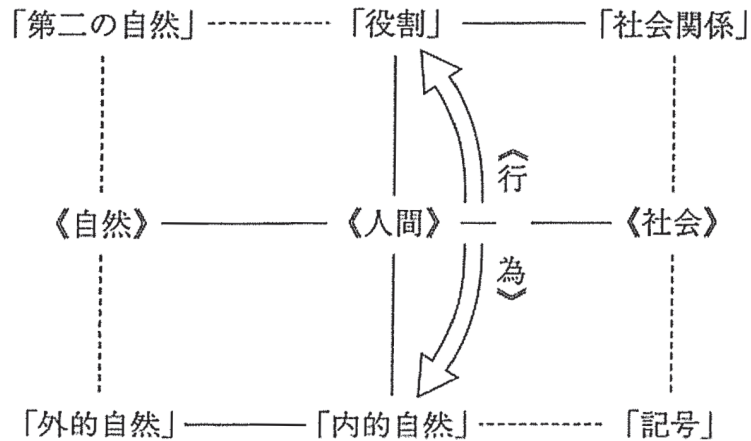 「第二の自然」 「役割」 「社会関係」
《行
《自然》 《人間》 《社会》
為》
「外的自然」 「内的自然」 「記号」